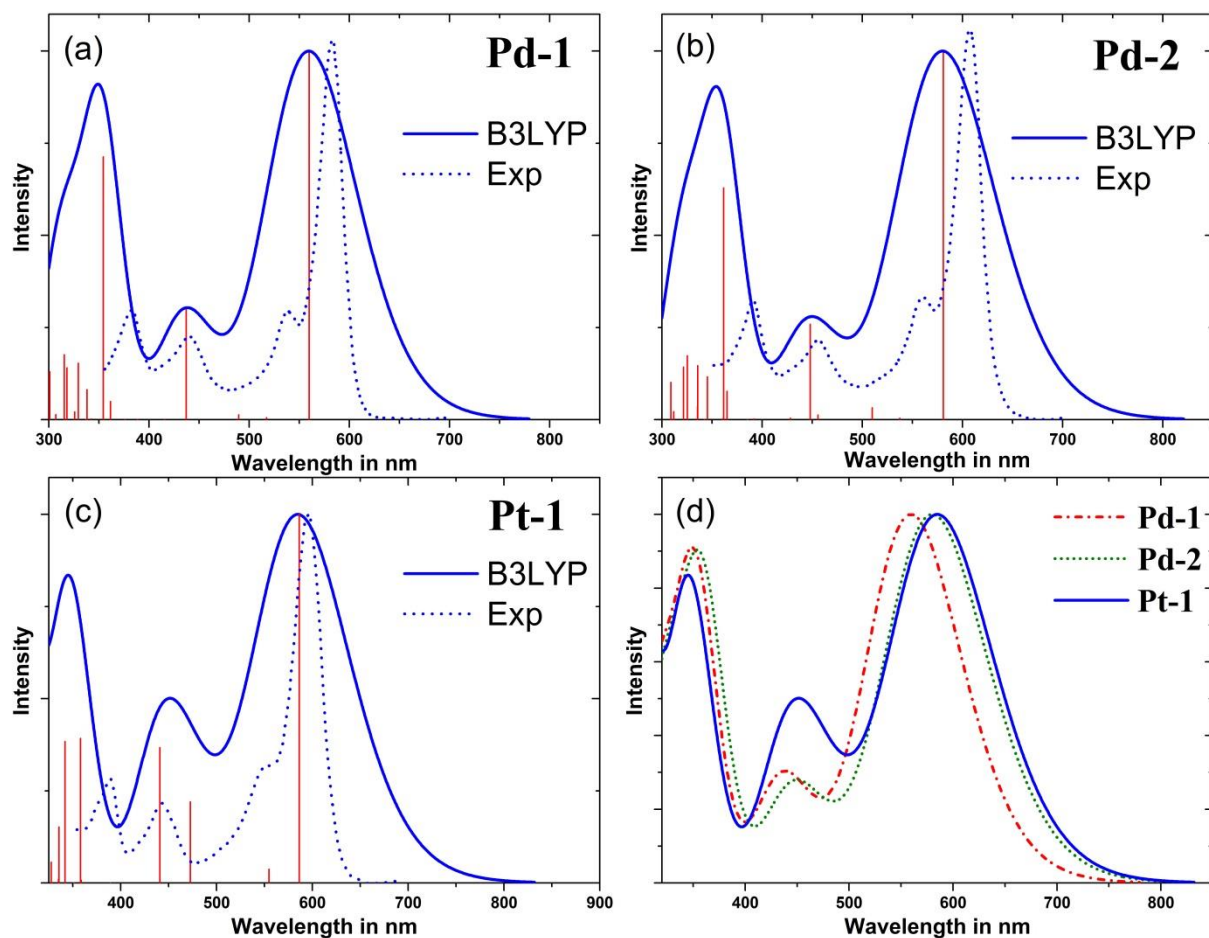 (a)
Pd-1
B3LYP
Exp
Intensity
300 400 500 600 700 800
Wavelength in nm
(b)
Pd-2
B3LYP
Exp
Intensity
300 400 500 600 700 800
Wavelength in nm
(c)
Pt-1
B3LYP
Exp
Intensity
400 500 600 700 800 900
Wavelength in nm
(d)
Pd-1
Pd-2
Pt-1
Intensity
400 500 600 700 800
Wavelength in nm